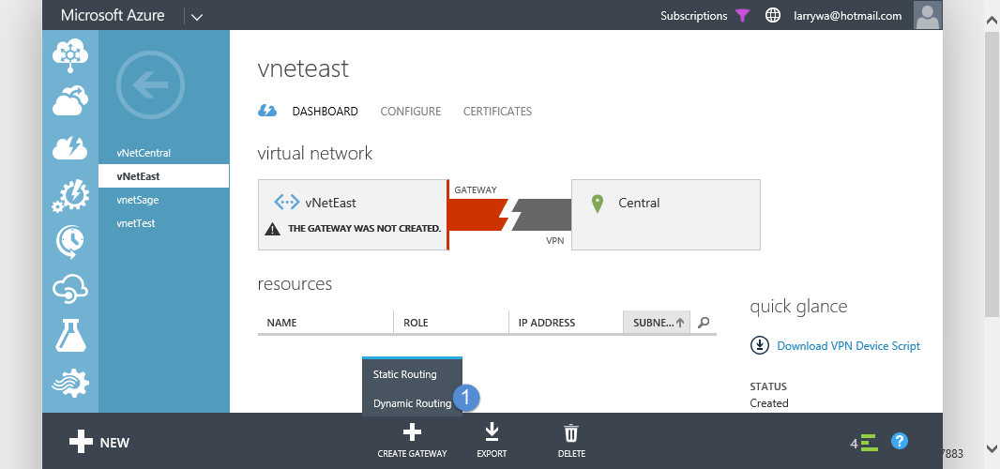 Microsoft Azure
Subscriptions
larrywa@hotmail.com
vneteast
DASHBOARD CONFIGURE CERTIFICATES
vNetCentral
vNetEast
vnetSage
vnetTest
virtual network
vNetEast
THE GATEWAY WAS NOT CREATED.
GATEWAY
VPN
Central
resources
NAME ROLE IP ADDRESS SUBNE...
quick glance
Download VPN Device Script
STATUS
Created
Static Routing
Dynamic Routing
1
NEW
CREATE GATEWAY
EXPORT
DELETE
4
?
7883